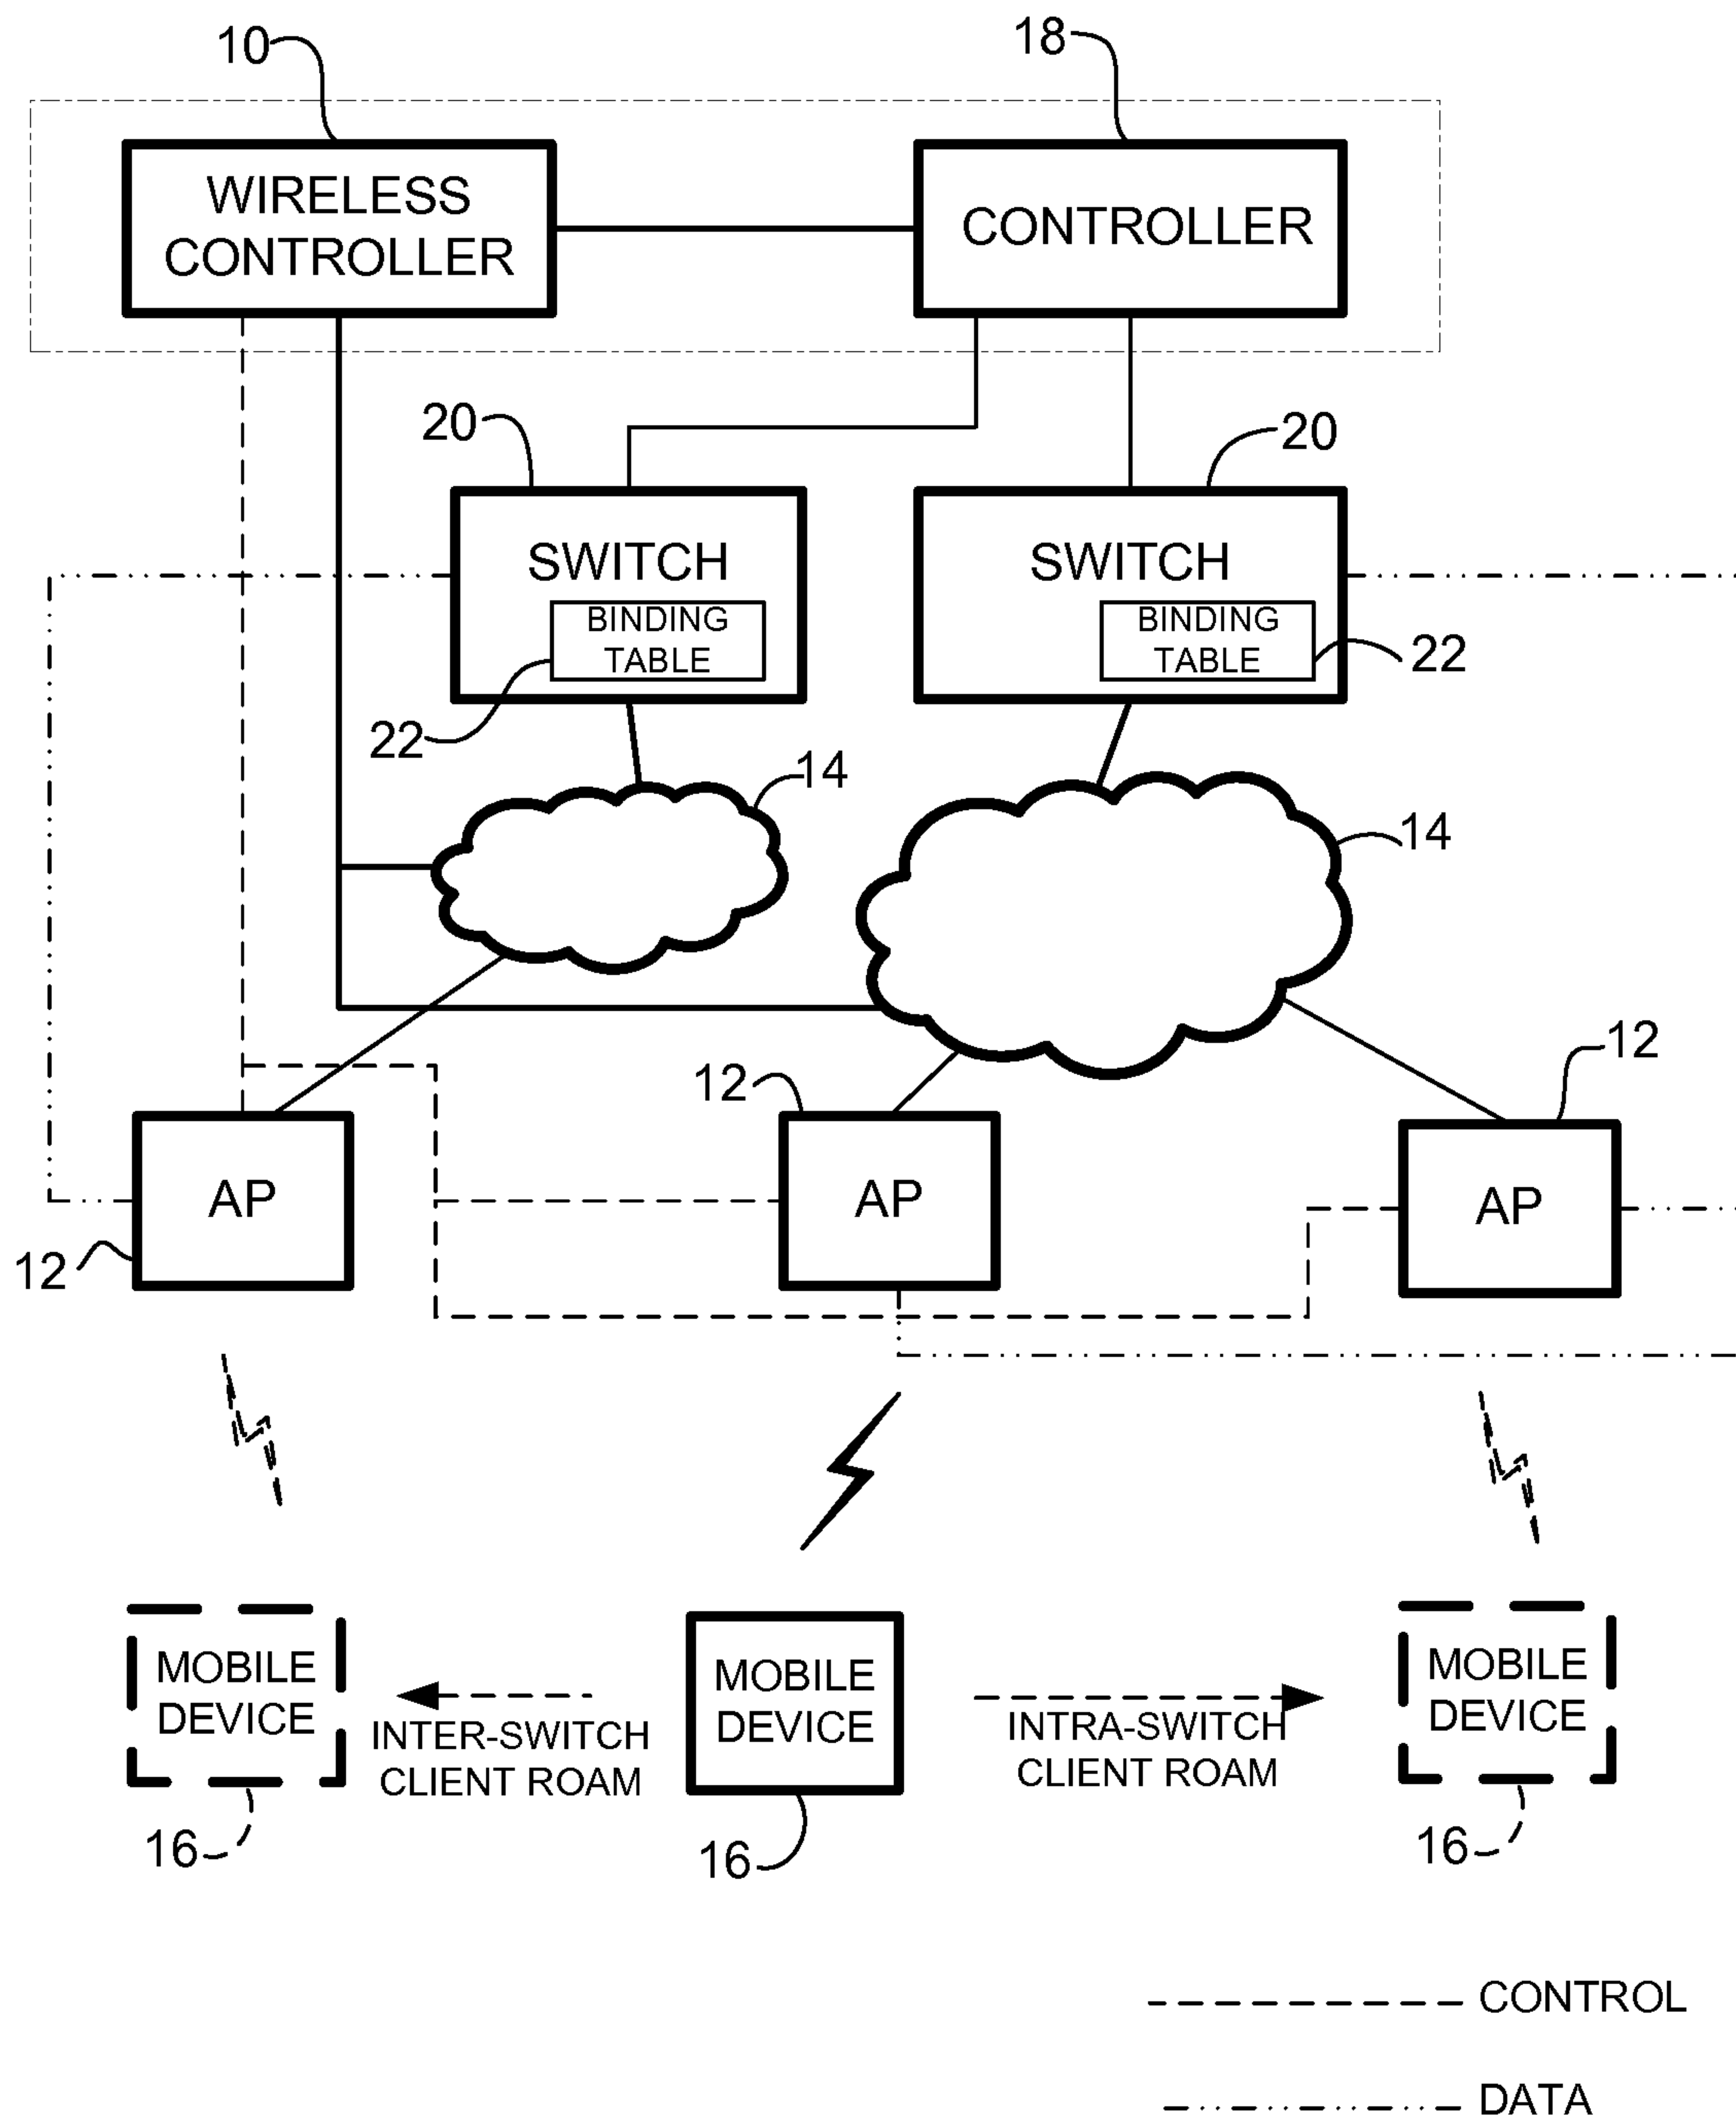 10
18
WIRELESS
CONTROLLER
CONTROLLER
20
20
SWITCH
BINDING
TABLE
SWITCH
BINDING
TABLE
22
22
14
14
12
12
AP
AP
AP
12
MOBILE
DEVICE
INTER-SWITCH
CLIENT ROAM
MOBILE
DEVICE
INTRA-SWITCH
CLIENT ROAM
MOBILE
DEVICE
16
16
16
CONTROL
DATA